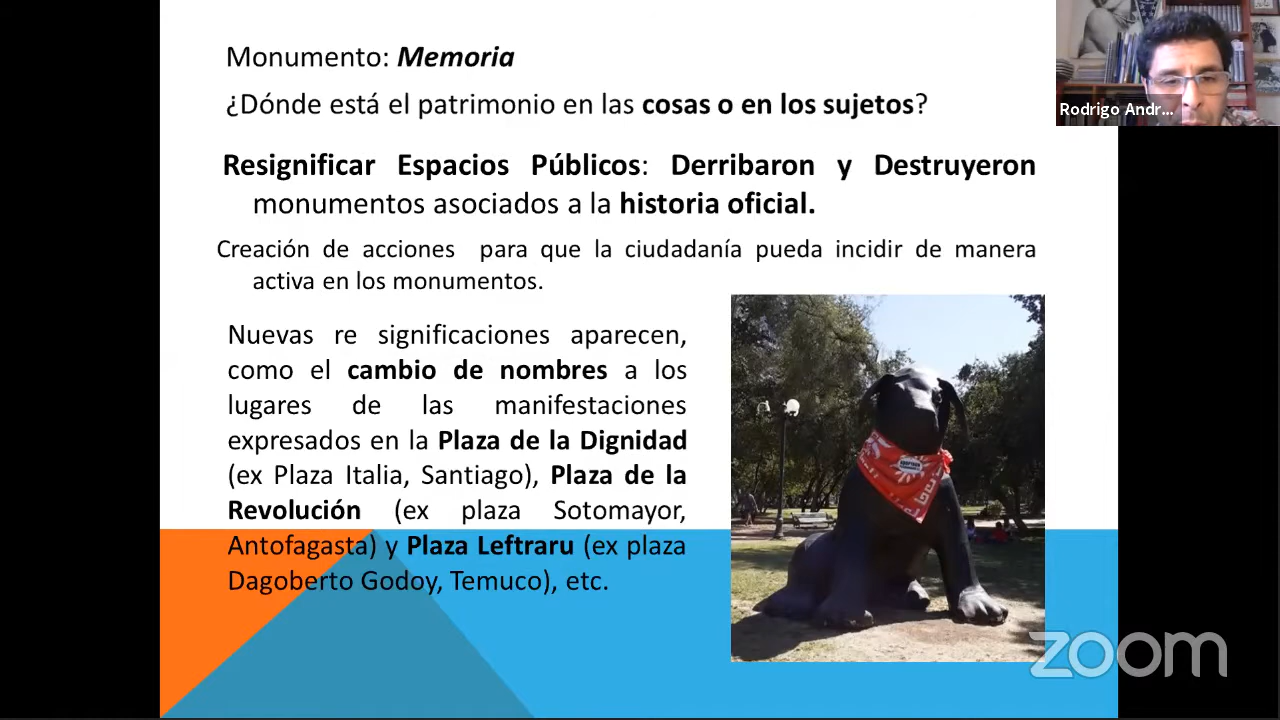 Monumento: Memoria
¿Dónde está el patrimonio en las cosas o en los sujetos?
Resignificar Espacios Públicos: Derribaron y Destruyeron
monumentos asociados a la historia oficial.
Creación de acciones para que la ciudadanía pueda incidir de manera
activa en los monumentos.
Nuevas re significaciones aparecen,
como el cambio de nombres a los
lugares de las manifestaciones
expresados en la Plaza de la Dignidad
(ex Plaza Italia, Santiago), Plaza de la
Revolución (ex plaza Sotomayor,
Antofagasta) y Plaza Leftraru (ex plaza
Dagoberto Godoy, Temuco), etc.
Rodrigo Andr...
zoom